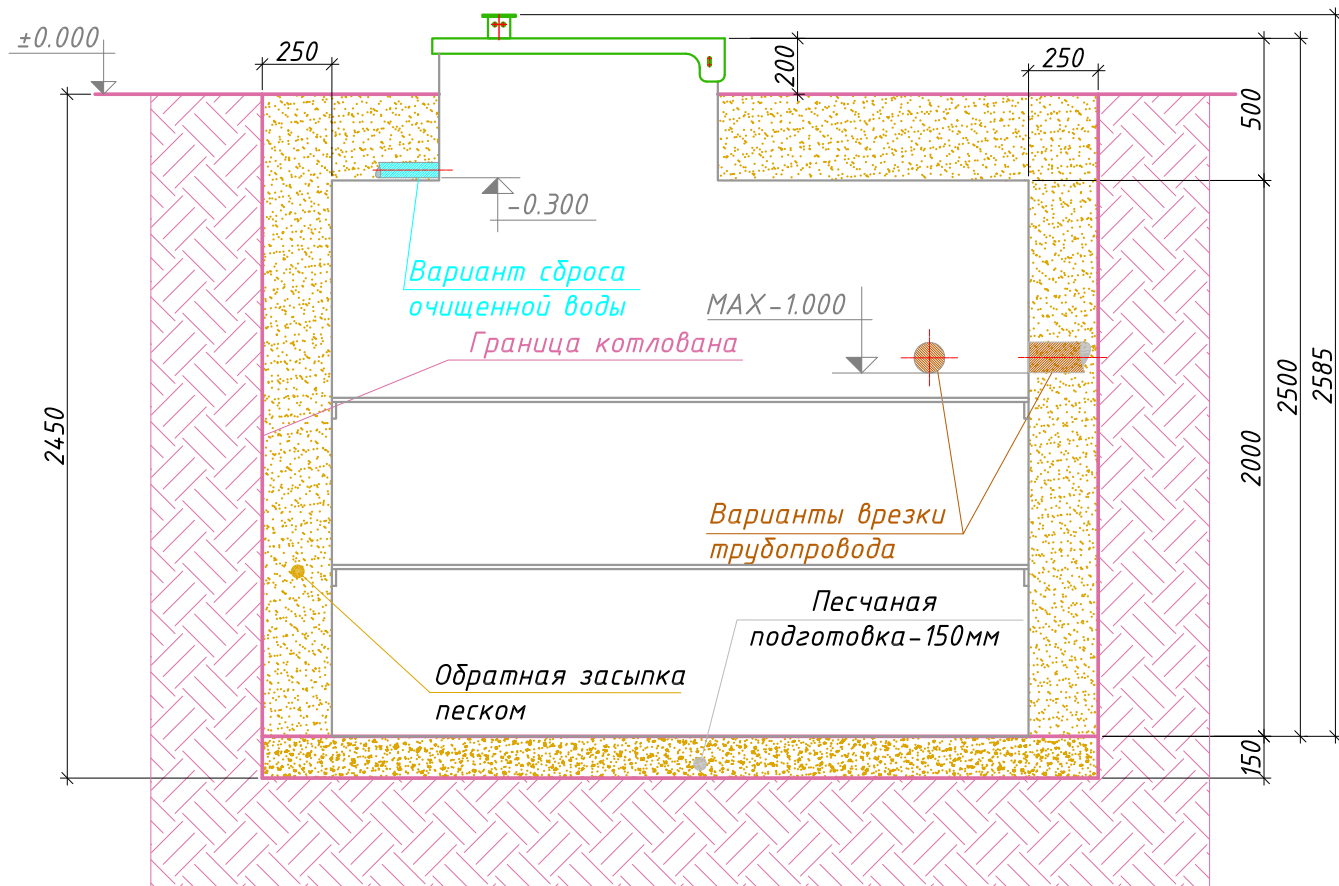 ±0.000
250
200
250
500
-0.300
Вариант сброса
очищенной воды
МАХ-1.000
Граница котлована
2585
2500
2450
2000
Варианты врезки
трубопровода
Песчаная
подготовка-150мм
Обратная засыпка
песком
150